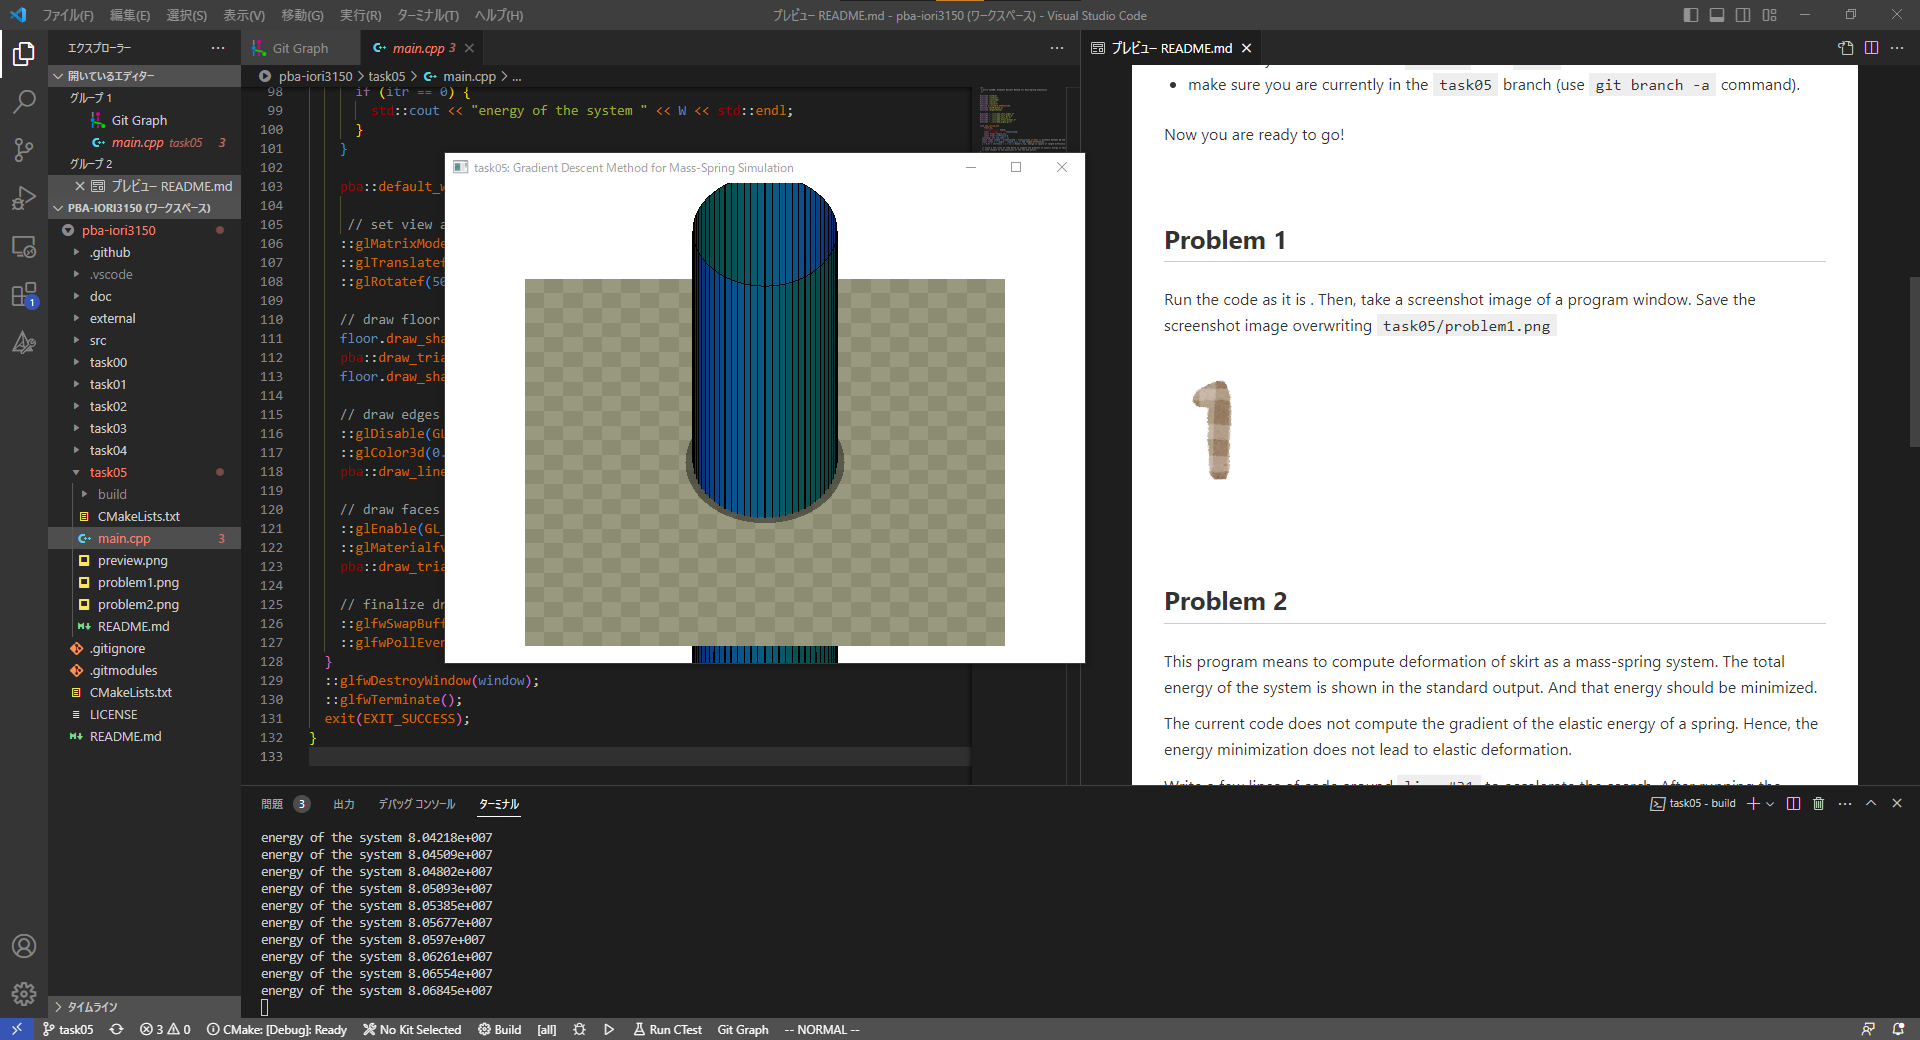 ファイル(F) 編集(E) 選択(S) 表示(V) 移動(G) 実行(R) ターミナル(T) ヘルプ(H)
プレビュー README.md - pba-iori3150 (ワークスペース) - Visual Studio Code
エクスプローラー
開いているエディター
グループ 1
Git Graph
main.cpp task05 3
グループ 2
プレビュー README.md
PBA-IORI3150 (ワークスペース)
pba-iori3150
.github
.vscode
doc
external
src
task00
task01
task02
task03
task04
task05
build
CMakeLists.txt
main.cpp 3
preview.png
problem1.png
problem2.png
README.md
.gitignore
.gitmodules
CMakeLists.txt
LICENSE
README.md
タイムライン
1
Git Graph
main.cpp 3
pba-iori3150 > task05 > main.cpp > ...
98 if (itr == 0) {
99 std::cout << "energy of the system " << W << std::endl;
100 }
101 }
102
103 pba::default_w
104
105 // set view a
106 ::glMatrixMode
107 ::glTranslatef
108 ::glRotatef(50
109
110 // draw floor
111 floor.draw_sha
112 pba::draw_tria
113 floor.draw_sha
114
115 // draw edges
116 ::glDisable(GL
117 ::glColor3d(0.
118 pba::draw_line
119
120 // draw faces
121 ::glEnable(GL_
122 ::glMaterialfv
123 pba::draw_tria
124
125 // finalize dr
126 ::glfwSwapBuff
127 ::glfwPollEver
128 }
129 ::glfwDestroyWindow(window);
130 ::glfwTerminate();
131 exit(EXIT_SUCCESS);
132 }
133
task05: Gradient Descent Method for Mass-Spring Simulation
プレビュー README.md
make sure you are currently in the task05 branch (use git branch -a command).
Now you are ready to go!
Problem 1
Run the code as it is . Then, take a screenshot image of a program window. Save the
screenshot image overwriting task05/problem1.png
1
Problem 2
This program means to compute deformation of skirt as a mass-spring system. The total
energy of the system is shown in the standard output. And that energy should be minimized.
The current code does not compute the gradient of the elastic energy of a spring. Hence, the
energy minimization does not lead to elastic deformation.
Write a few lines of code around line #31 to accelerate the search. After running the
問題 3 出力 デバッグ コンソール ターミナル
task05 - build
energy of the system 8.04218e+007
energy of the system 8.04509e+007
energy of the system 8.04802e+007
energy of the system 8.05093e+007
energy of the system 8.05385e+007
energy of the system 8.05677e+007
energy of the system 8.0597e+007
energy of the system 8.06261e+007
energy of the system 8.06554e+007
energy of the system 8.06845e+007
task05 3 0 CMake: [Debug]: Ready No Kit Selected Build [all] Run CTest Git Graph -- NORMAL --